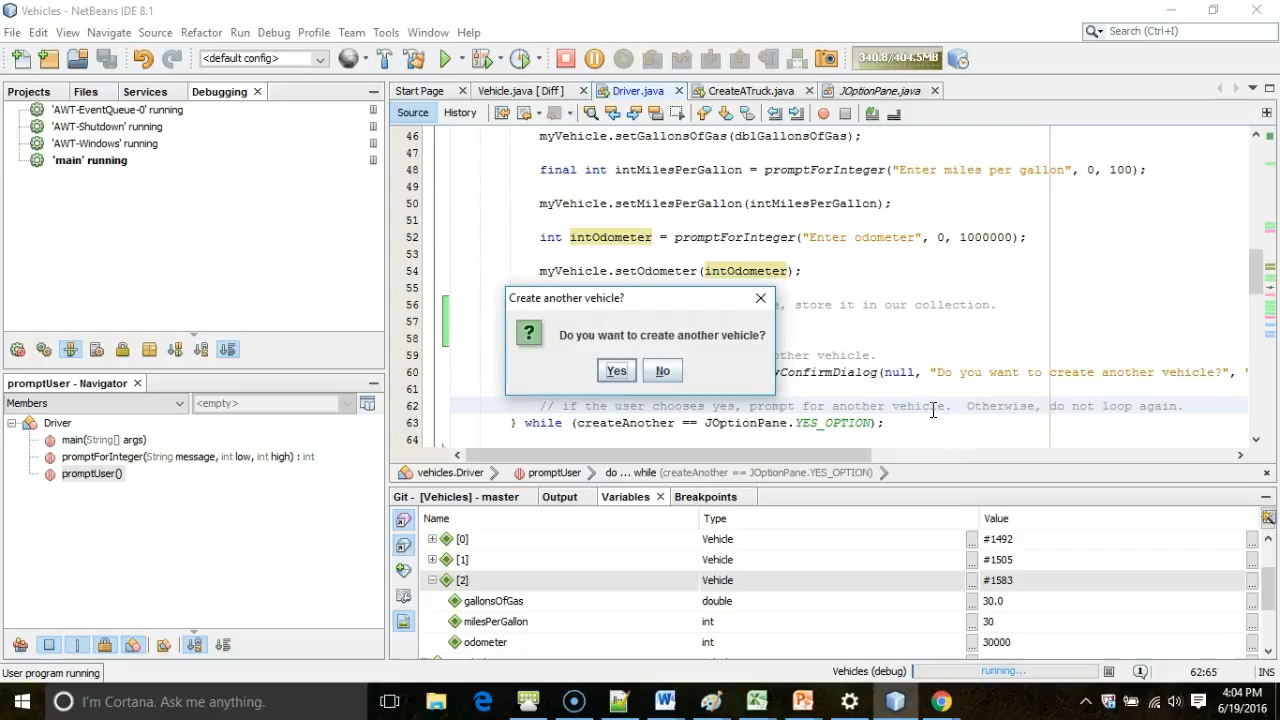 Vehicles - NetBeans IDE 8.1
File Edit View Navigate Source Refactor Run Debug Profile Team Tools Window Help
Search (Ctrl+I)
<default config>
340.8/404.5MB
Projects Files Services Debugging
Start Page Vehicle.java [ Diff ] Driver.java CreateATruck.java JOptionPane.java
Source History
'AWT-EventQueue-0' running
'AWT-Shutdown' running
'AWT-Windows' running
'main' running
46 myVehicle.setGallonsOfGas(dblGallonsOfGas);
47
48 final int intMilesPerGallon = promptForInteger("Enter miles per gallon", 0, 100);
49
50 myVehicle.setMilesPerGallon(intMilesPerGallon);
51
52 int intOdometer = promptForInteger("Enter odometer", 0, 1000000);
53
54 myVehicle.setOdometer(intOdometer);
55
56 e, store it in our collection.
57
58
59 other vehicle.
60 wConfirmDialog(null, "Do you want to create another vehicle?", "
61
62 // if the user chooses yes, prompt for another vehicle. Otherwise, do not loop again.
63 } while (createAnother == JOptionPane.YES_OPTION);
64
Create another vehicle?
Do you want to create another vehicle?
Yes No
promptUser - Navigator
Members <empty>
Driver
main(String[] args)
promptForInteger(String message, int low, int high) : int
promptUser()
vehicles.Driver promptUser do ... while (createAnother == JOptionPane.YES_OPTION)
Git - [Vehicles] - master Output Variables Breakpoints
Name Type Value
[0] Vehicle ... #1492 ...
[1] Vehicle ... #1505 ...
[2] Vehicle ... #1583 ...
gallonsOfGas double ... 30.0 ...
milesPerGallon int ... 30 ...
odometer int ... 30000 ...
User program running
Vehicles (debug) running... 62:65 INS
I'm Cortana. Ask me anything.
4:04 PM
6/19/2016